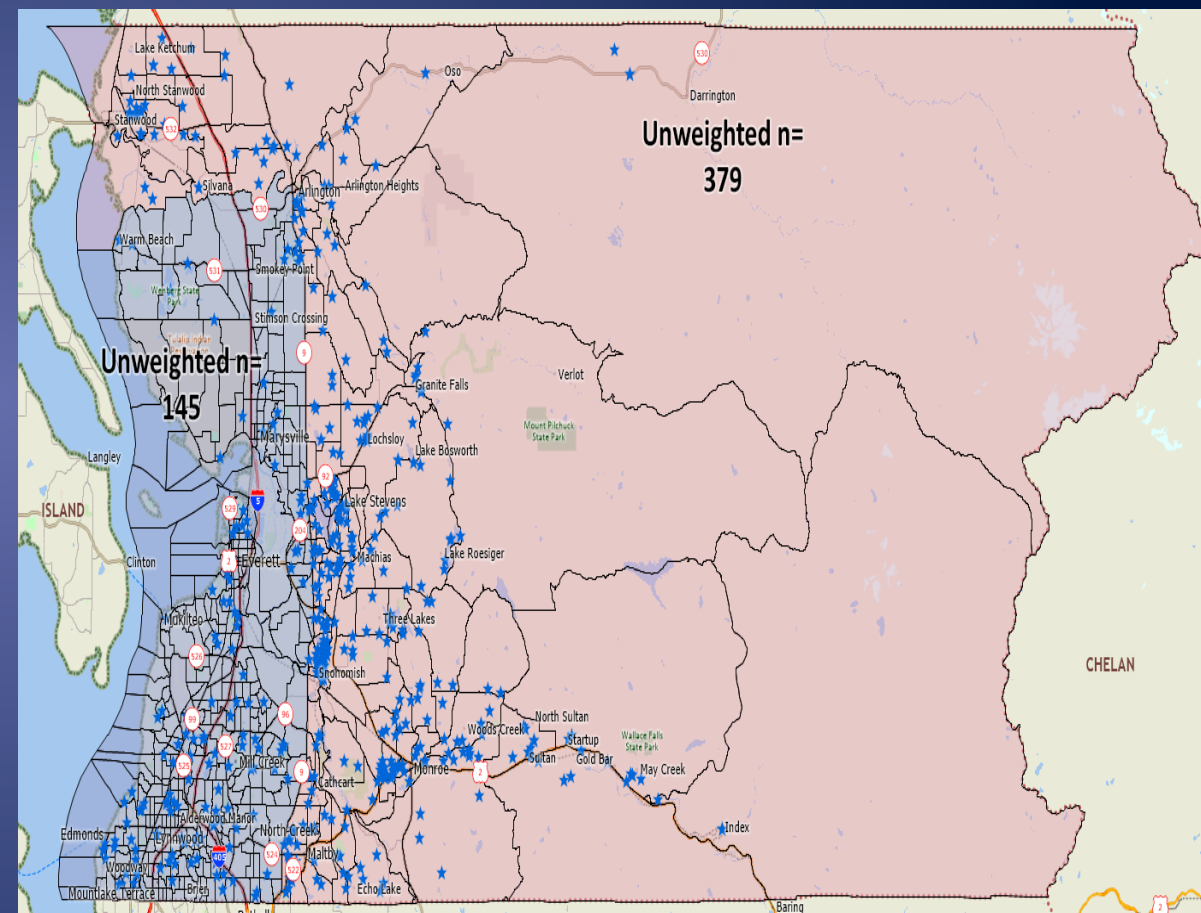 Lake Ketchum
530
Oso
North Stanwood
Darrington
Stanwood
532
Unweighted n=
379
Silvana
Arlington
Arlington Heights
530
Warm Beach
531
Smokey Point
Wenberg State
Park
Stimson Crossing
9
Unweighted n=
145
Verlot
Granite Falls
Mount Pilchuck
State Park
Marysville
Lochsloy
Lake Bosworth
Langley
92
5
Lake Stevens
ISLAND
529
204
Clinton
2
Everett
Machias
Lake Roesiger
Mukilteo
Three Lakes
526
Snohomish
CHELAN
99
96
Woods Creek
North Sultan
527
Startup
Wallace Falls
State Park
525
Mill Creek
Sultan
Gold Bar
9
Cathcart
Monroe
2
May Creek
Alderwood Manor
Edmonds
Lynnwood
North Creek
Index
524
Maltby
405
Woodway
522
Mountlake Terrace
Brier
Echo Lake
Baring
2